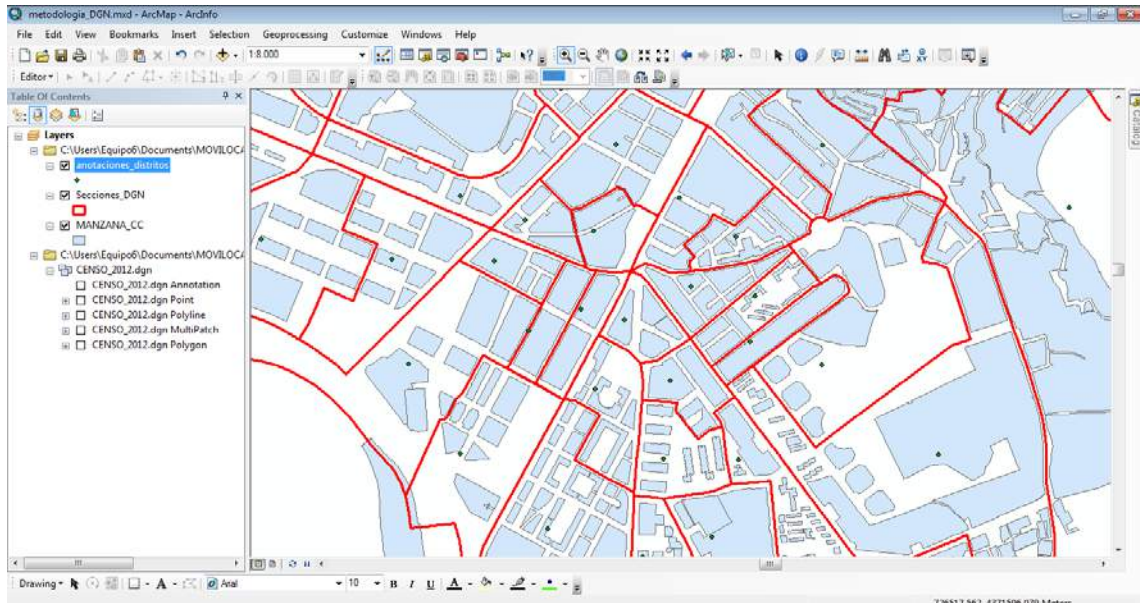 metodologia_DGN.mxd - ArcMap - ArcInfo
File Edit View Bookmarks Insert Selection Geoprocessing Customize Windows Help
1:8.000
Editor
Table Of Contents
Layers
C:\Users\Equipo6\Documents\MOVILOCA
anotaciones_distritos
Secciones_DGN
MANZANA_CC
C:\Users\Equipo6\Documents\MOVILOCA
CENSO_2012.dgn
CENSO_2012.dgn Annotation
CENSO_2012.dgn Point
CENSO_2012.dgn Polyline
CENSO_2012.dgn MultiPatch
CENSO_2012.dgn Polygon
Catalog
Drawing A Arial 10 B I U A